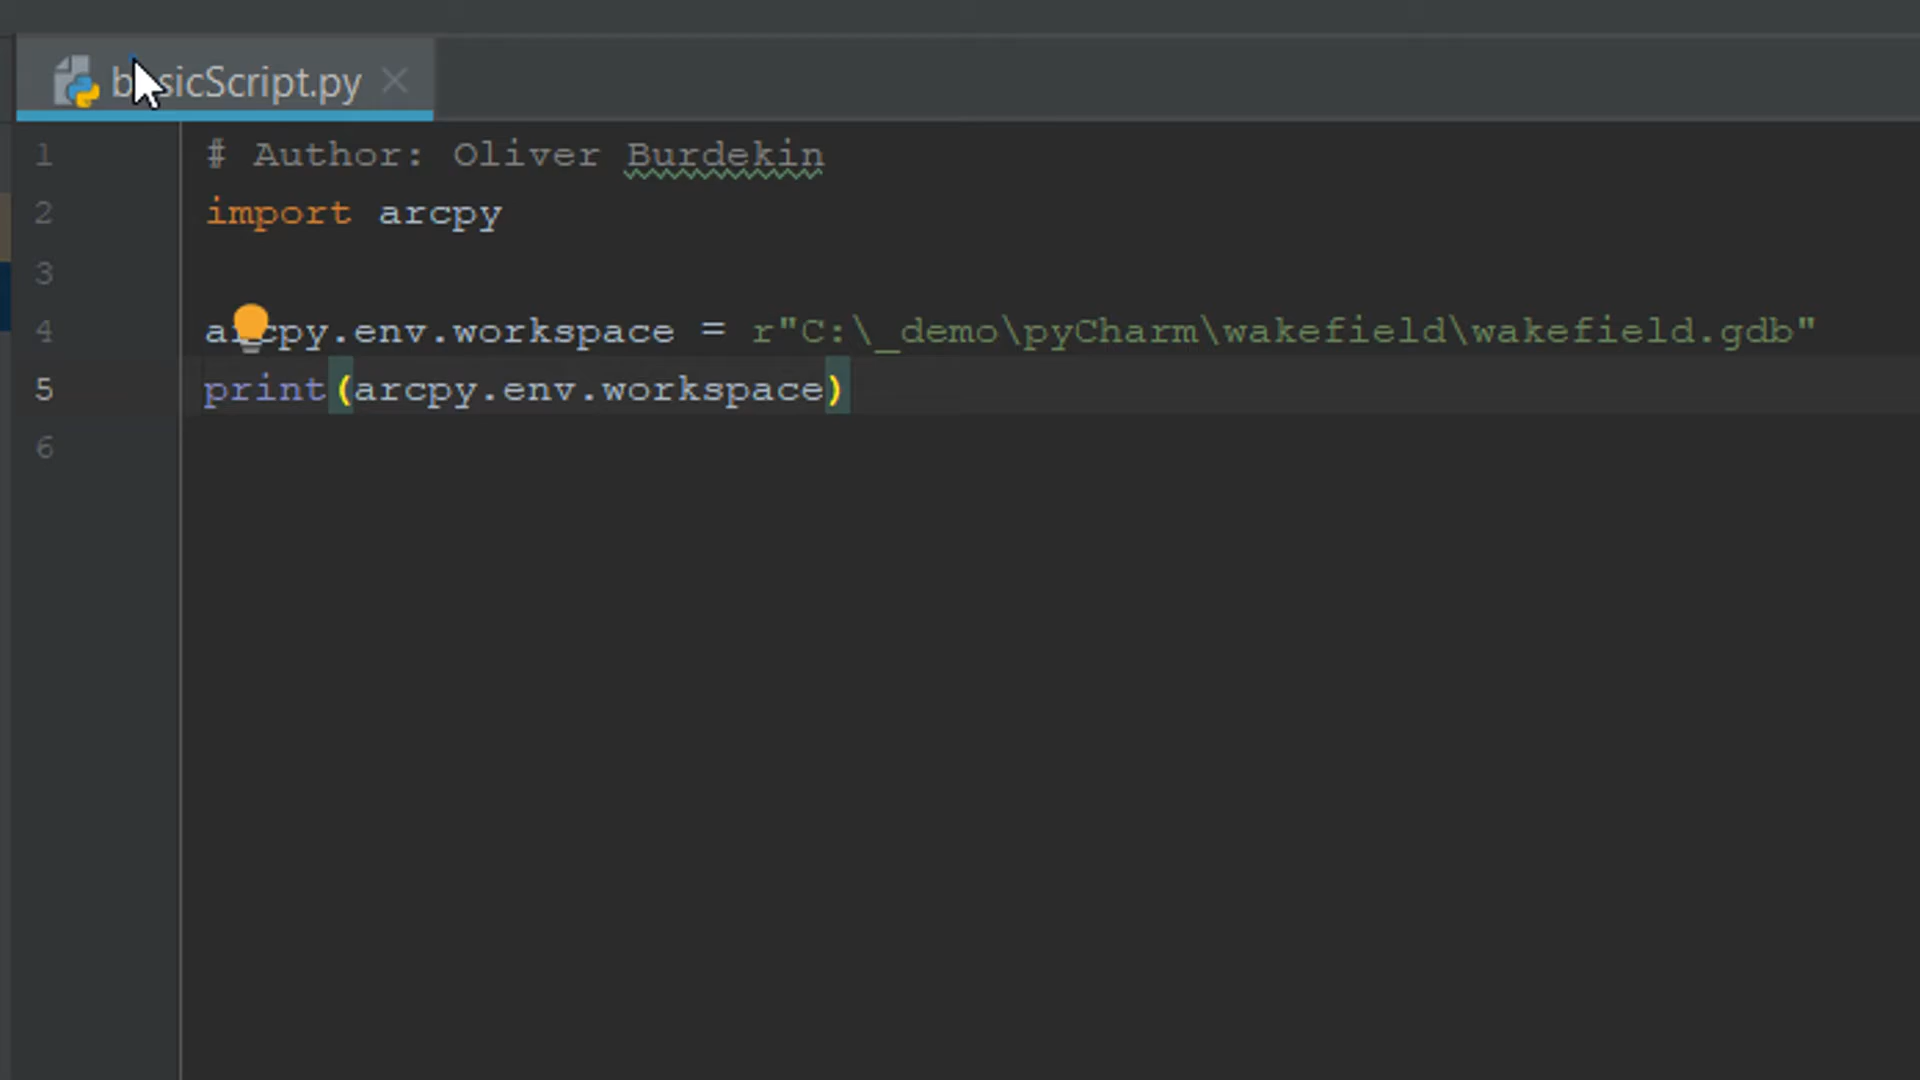 basicScript.py
1 # Author: Oliver Burdekin
2 import arcpy
3
4 arcpy.env.workspace = r"C:\_demo\pyCharm\wakefield\wakefield.gdb"
5 print(arcpy.env.workspace)
6